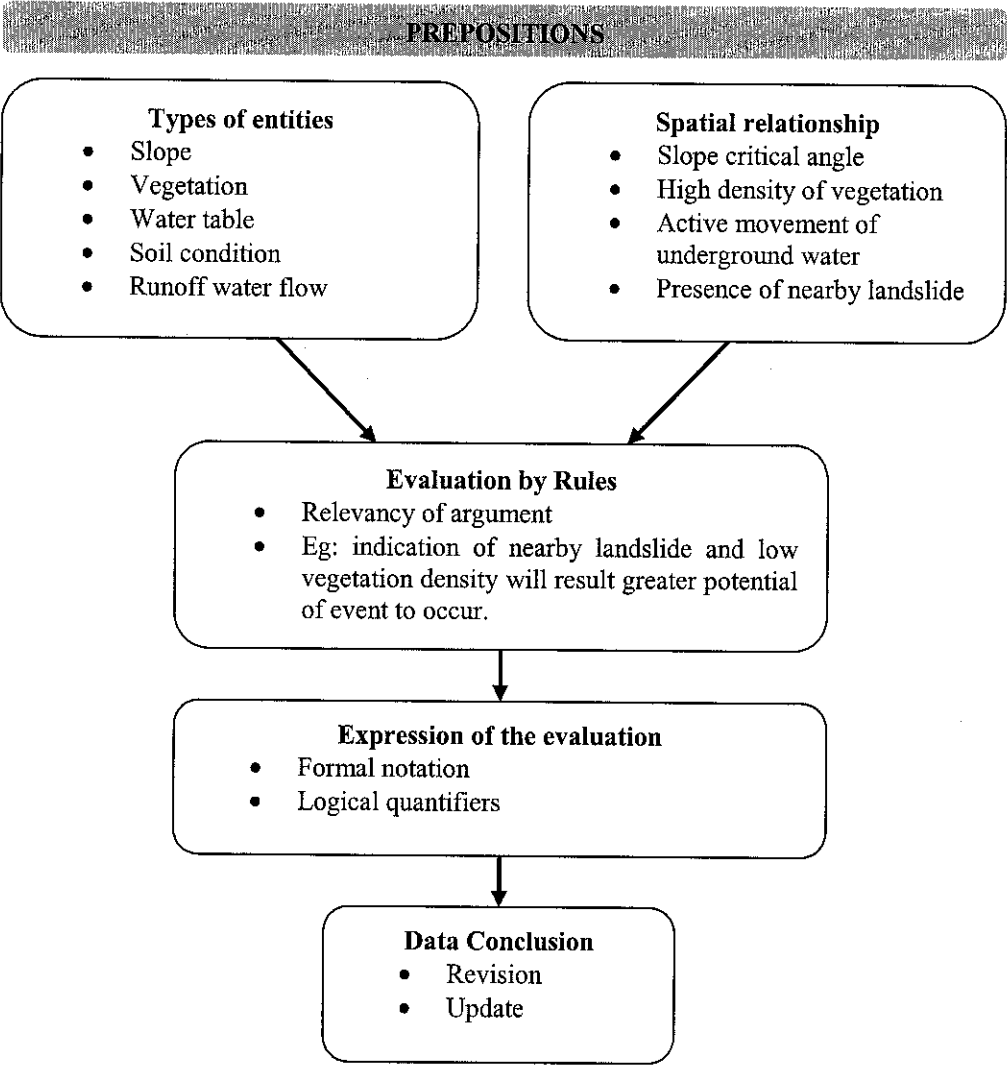 PREPOSITIONS
Types of entities
• Slope
• Vegetation
• Water table
• Soil condition
• Runoff water flow
Spatial relationship
• Slope critical angle
• High density of vegetation
• Active movement of
underground water
• Presence of nearby landslide
Evaluation by Rules
• Relevancy of argument
• Eg: indication of nearby landslide and low
vegetation density will result greater potential
of event to occur.
Expression of the evaluation
• Formal notation
• Logical quantifiers
Data Conclusion
• Revision
• Update